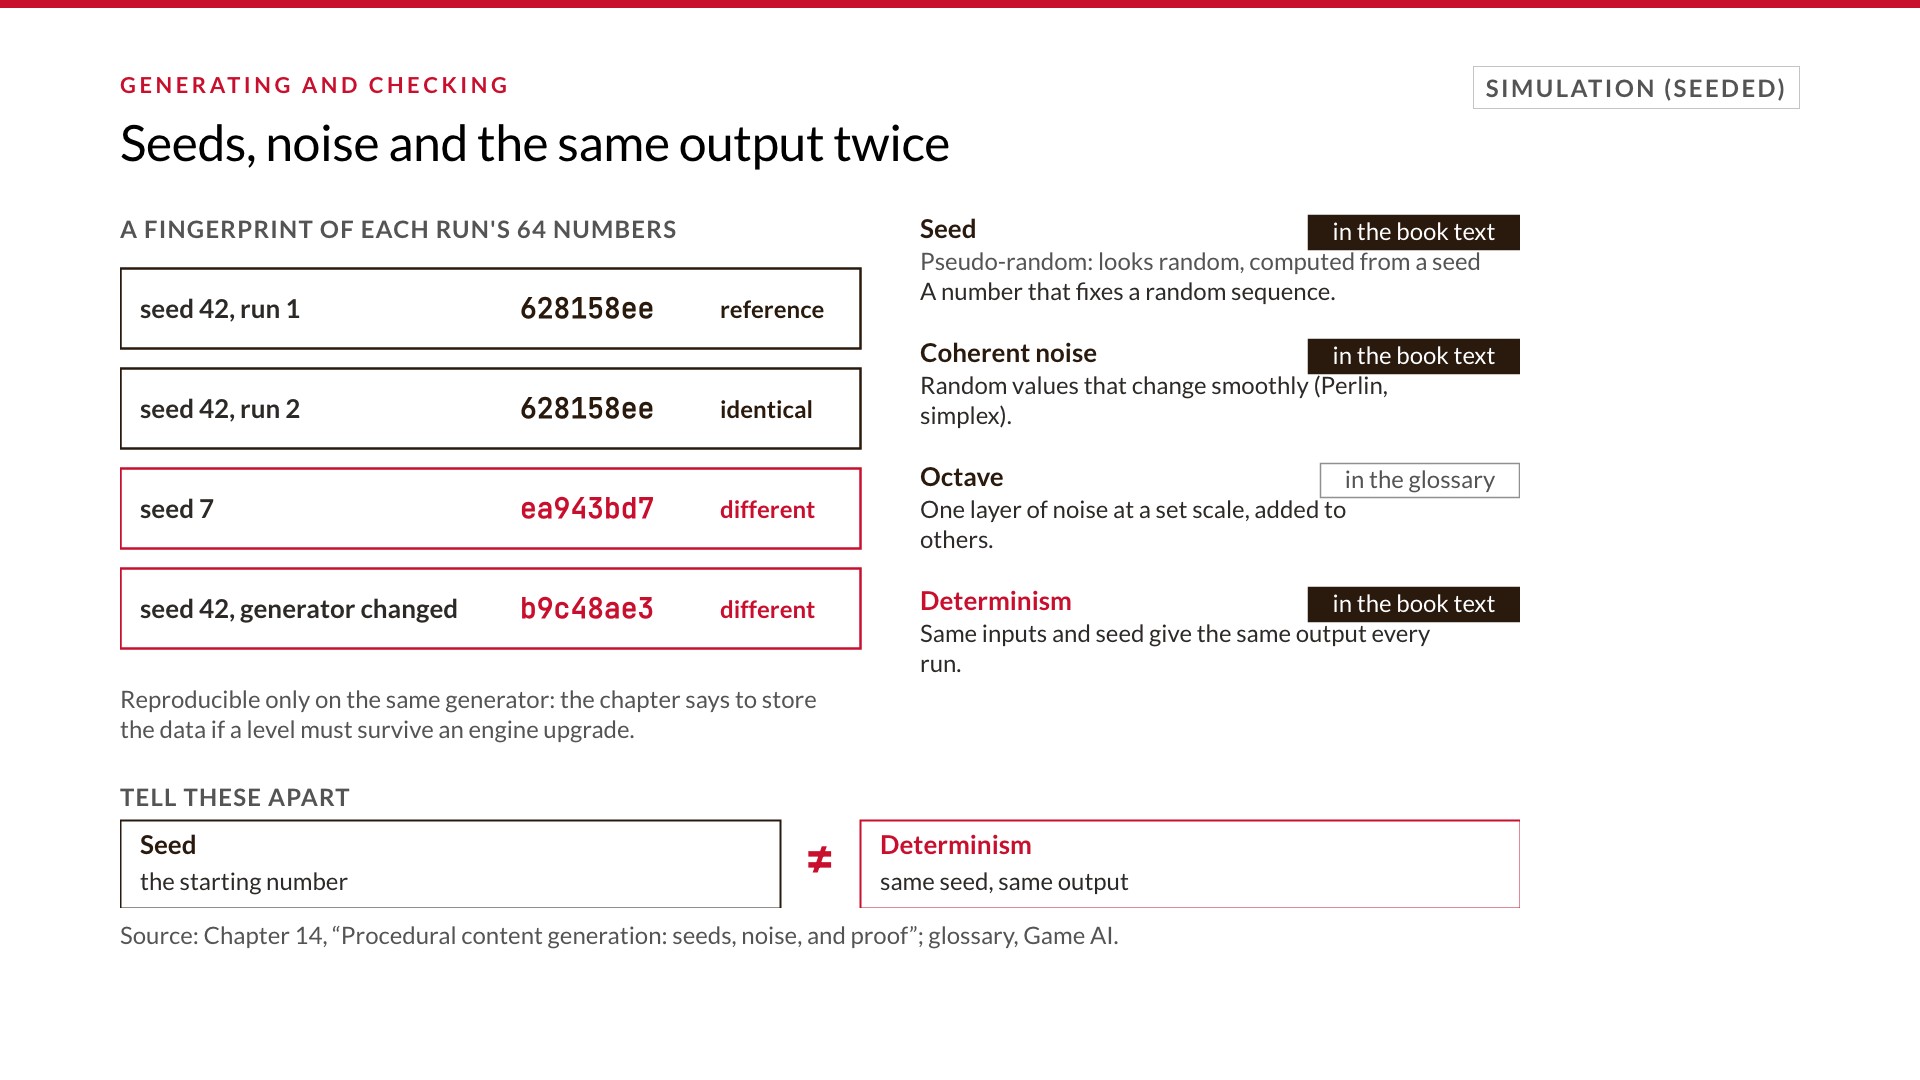 GENERATING AND CHECKING
SIMULATION (SEEDED)
Seeds, noise and the same output twice
A FINGERPRINT OF EACH RUN'S 64 NUMBERS
seed 42, run 1 628158ee reference
seed 42, run 2 628158ee identical
seed 7 ea943bd7 different
seed 42, generator changed b9c48ae3 different
Reproducible only on the same generator: the chapter says to store
the data if a level must survive an engine upgrade.
Seed in the book text
Pseudo-random: looks random, computed from a seed
A number that fixes a random sequence.
Coherent noise in the book text
Random values that change smoothly (Perlin,
simplex).
Octave in the glossary
One layer of noise at a set scale, added to
others.
Determinism in the book text
Same inputs and seed give the same output every
run.
TELL THESE APART
Seed
the starting number
≠
Determinism
same seed, same output
Source: Chapter 14, “Procedural content generation: seeds, noise, and proof”; glossary, Game AI.